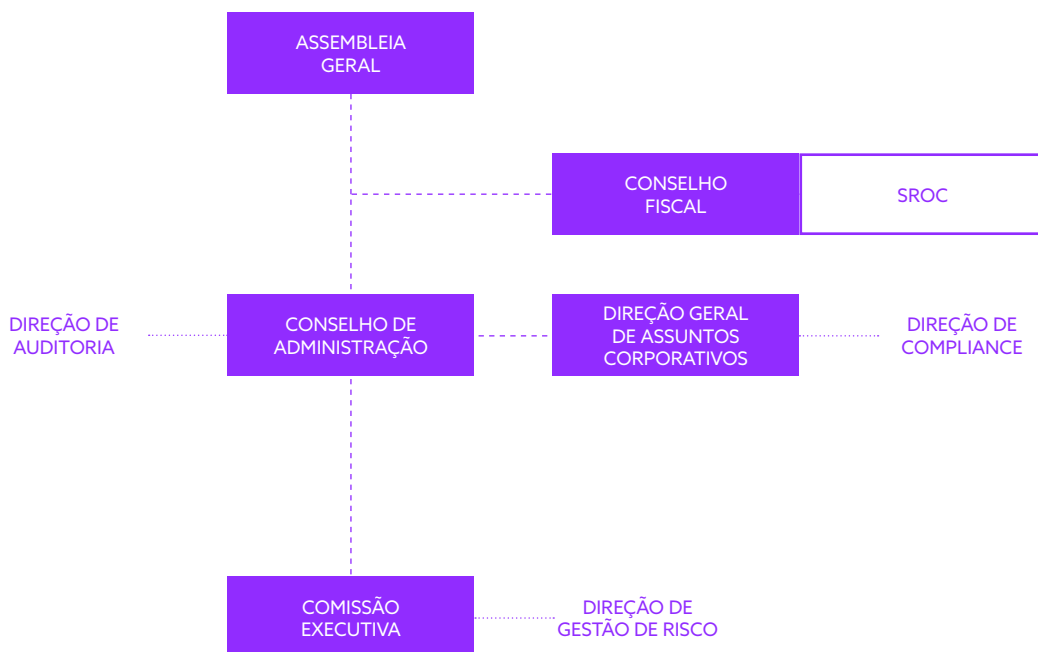 ASSEMBLEIA
GERAL
CONSELHO
FISCAL
SROC
DIREÇÃO DE
AUDITORIA
CONSELHO DE
ADMINISTRAÇÃO
DIREÇÃO GERAL
DE ASSUNTOS
CORPORATIVOS
DIREÇÃO DE
COMPLIANCE
COMISSÃO
EXECUTIVA
DIREÇÃO DE
GESTÃO DE RISCO